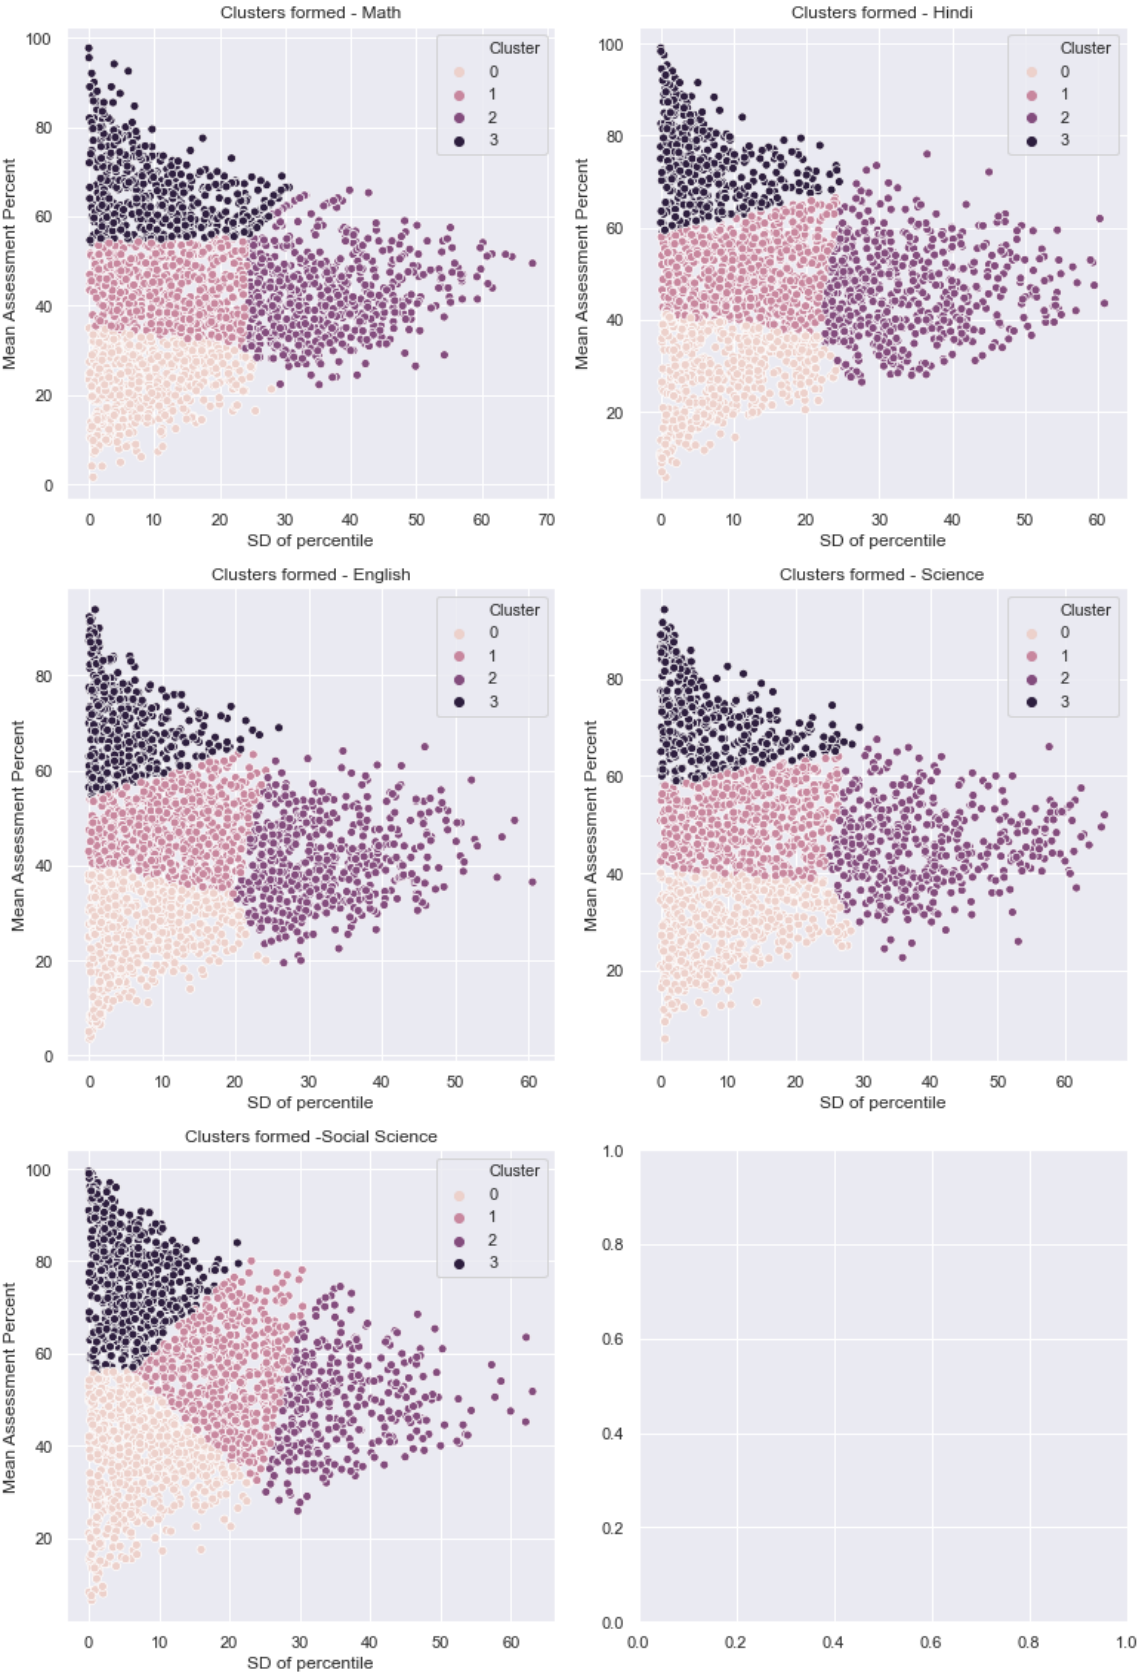 Clusters formed - Math
Mean Assessment Percent
100
80
60
40
20
0
Cluster
0
1
2
3
0 10 20 30 40 50 60 70
SD of percentile
Clusters formed - Hindi
Mean Assessment Percent
100
80
60
40
20
Cluster
0
1
2
3
0 10 20 30 40 50 60
SD of percentile
Clusters formed - English
Mean Assessment Percent
80
60
40
20
0
Cluster
0
1
2
3
0 10 20 30 40 50 60
SD of percentile
Clusters formed - Science
Mean Assessment Percent
80
60
40
20
Cluster
0
1
2
3
0 10 20 30 40 50 60
SD of percentile
Clusters formed -Social Science
Mean Assessment Percent
100
80
60
40
20
Cluster
0
1
2
3
0 10 20 30 40 50 60
SD of percentile
1.0
0.8
0.6
0.4
0.2
0.0
0.0 0.2 0.4 0.6 0.8 1.0